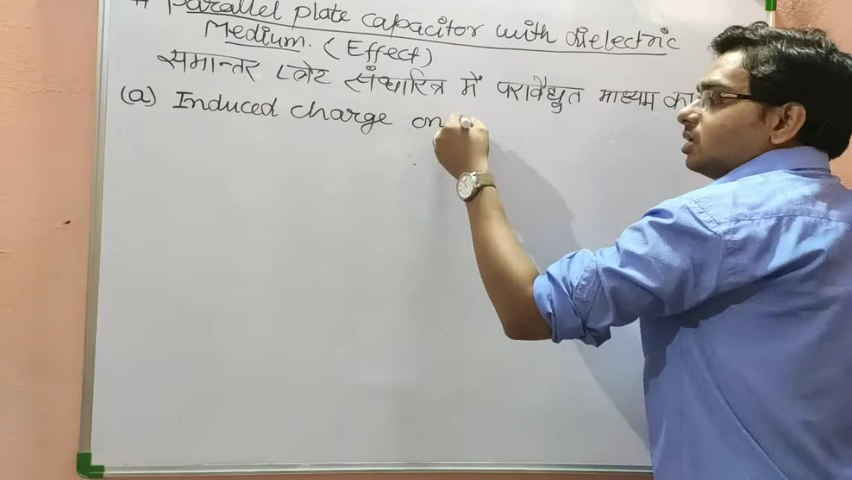 # Parallel plate capacitor with dielectric
Medium. (Effect)
समान्तर प्लेट संधारित्र में परावैद्युत माध्यम का
(a) Induced charge on